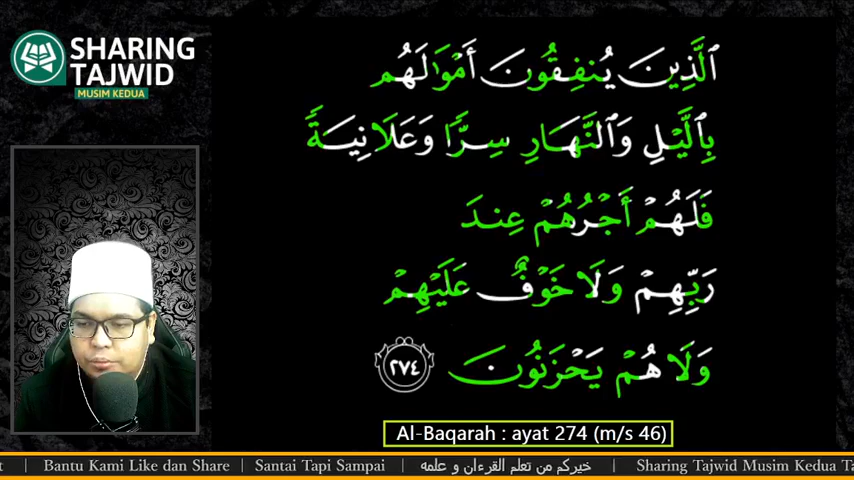 SHARING
TAJWID
MUSIM KEDUA
ٱلَّذِينَ يُنفِقُونَ أَمْوَٰلَهُم
بِٱلَّيْلِ وَٱلنَّهَارِ سِرًّا وَعَلَانِيَةً
فَلَهُمْ أَجْرُهُمْ عِندَ
رَبِّهِمْ وَلَا خَوْفٌ عَلَيْهِمْ
وَلَا هُمْ يَحْزَنُونَ ٢٧٤
Al-Baqarah : ayat 274 (m/s 46)
| Bantu Kami Like dan Share | Santai Tapi Sampai | خيركم من تعلم القرءان و علمه | Sharing Tajwid Musim Kedua